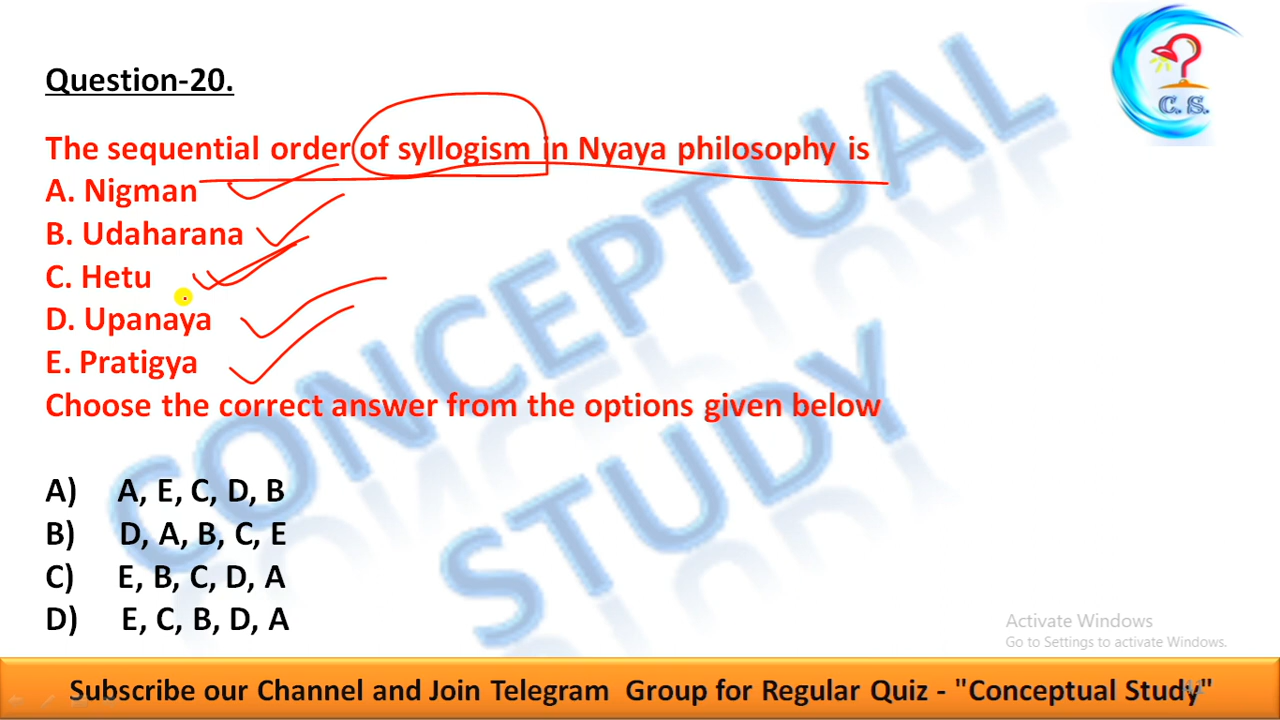 C. S.
Question-20.
The sequential order of syllogism in Nyaya philosophy is
A. Nigman
B. Udaharana
C. Hetu
D. Upanaya
E. Pratigya
Choose the correct answer from the options given below
A) A, E, C, D, B
B) D, A, B, C, E
C) E, B, C, D, A
D) E, C, B, D, A
CONCEPTUAL
STUDY
Activate Windows
Go to Settings to activate Windows.
Subscribe our Channel and Join Telegram Group for Regular Quiz - "Conceptual Study"